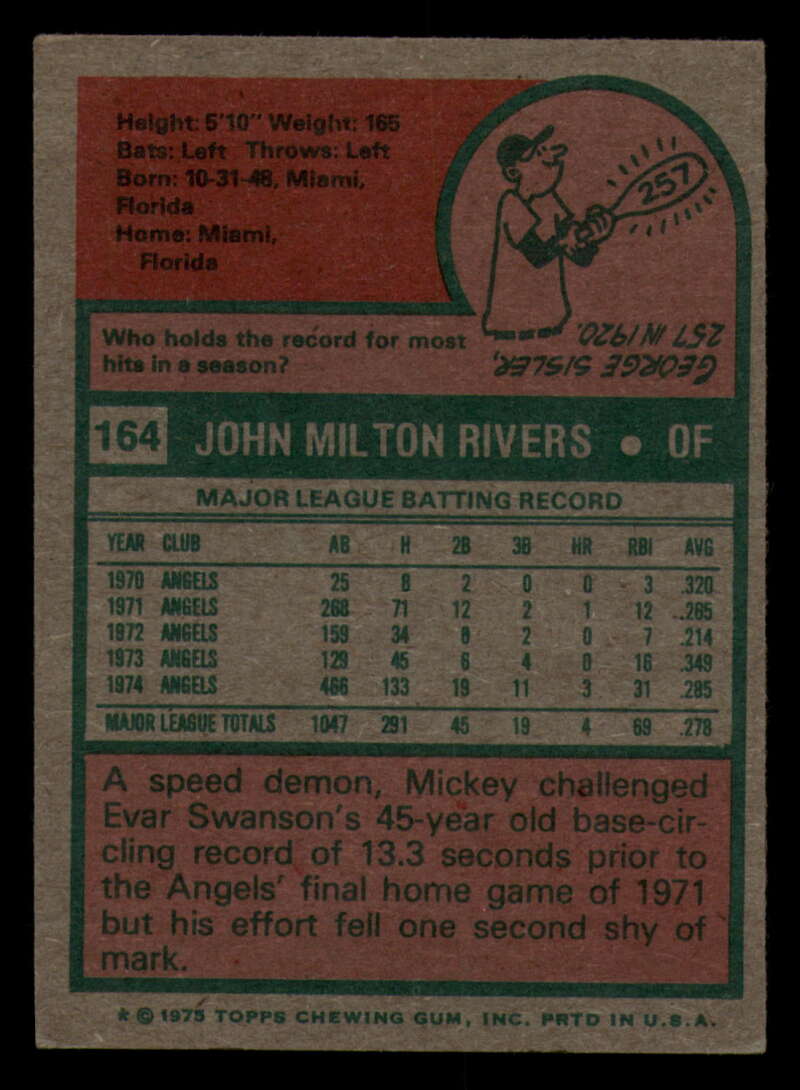 Height: 5'10" Weight: 165
Bats: Left Throws: Left
Born: 10-31-48, Miami,
Florida
Home: Miami,
Florida
257
Who holds the record for most
hits in a season?
GEORGE SISLER,
257 IN 1920.
164 JOHN MILTON RIVERS • OF
MAJOR LEAGUE BATTING RECORD
YEAR CLUB AB H 2B 3B HR RBI AVG
1970 ANGELS 25 8 2 0 0 3 .320
1971 ANGELS 268 71 12 2 1 12 ..265
1972 ANGELS 159 34 6 2 0 7 .214
1973 ANGELS 129 45 6 4 0 16 .349
1974 ANGELS 466 133 19 11 3 31 .285
MAJOR LEAGUE TOTALS 1047 291 45 19 4 69 .278
A speed demon, Mickey challenged
Evar Swanson's 45-year old base-cir-
cling record of 13.3 seconds prior to
the Angels' final home game of 1971
but his effort fell one second shy of
mark.
* © 1975 TOPPS CHEWING GUM, INC. PRTD IN U.S.A.